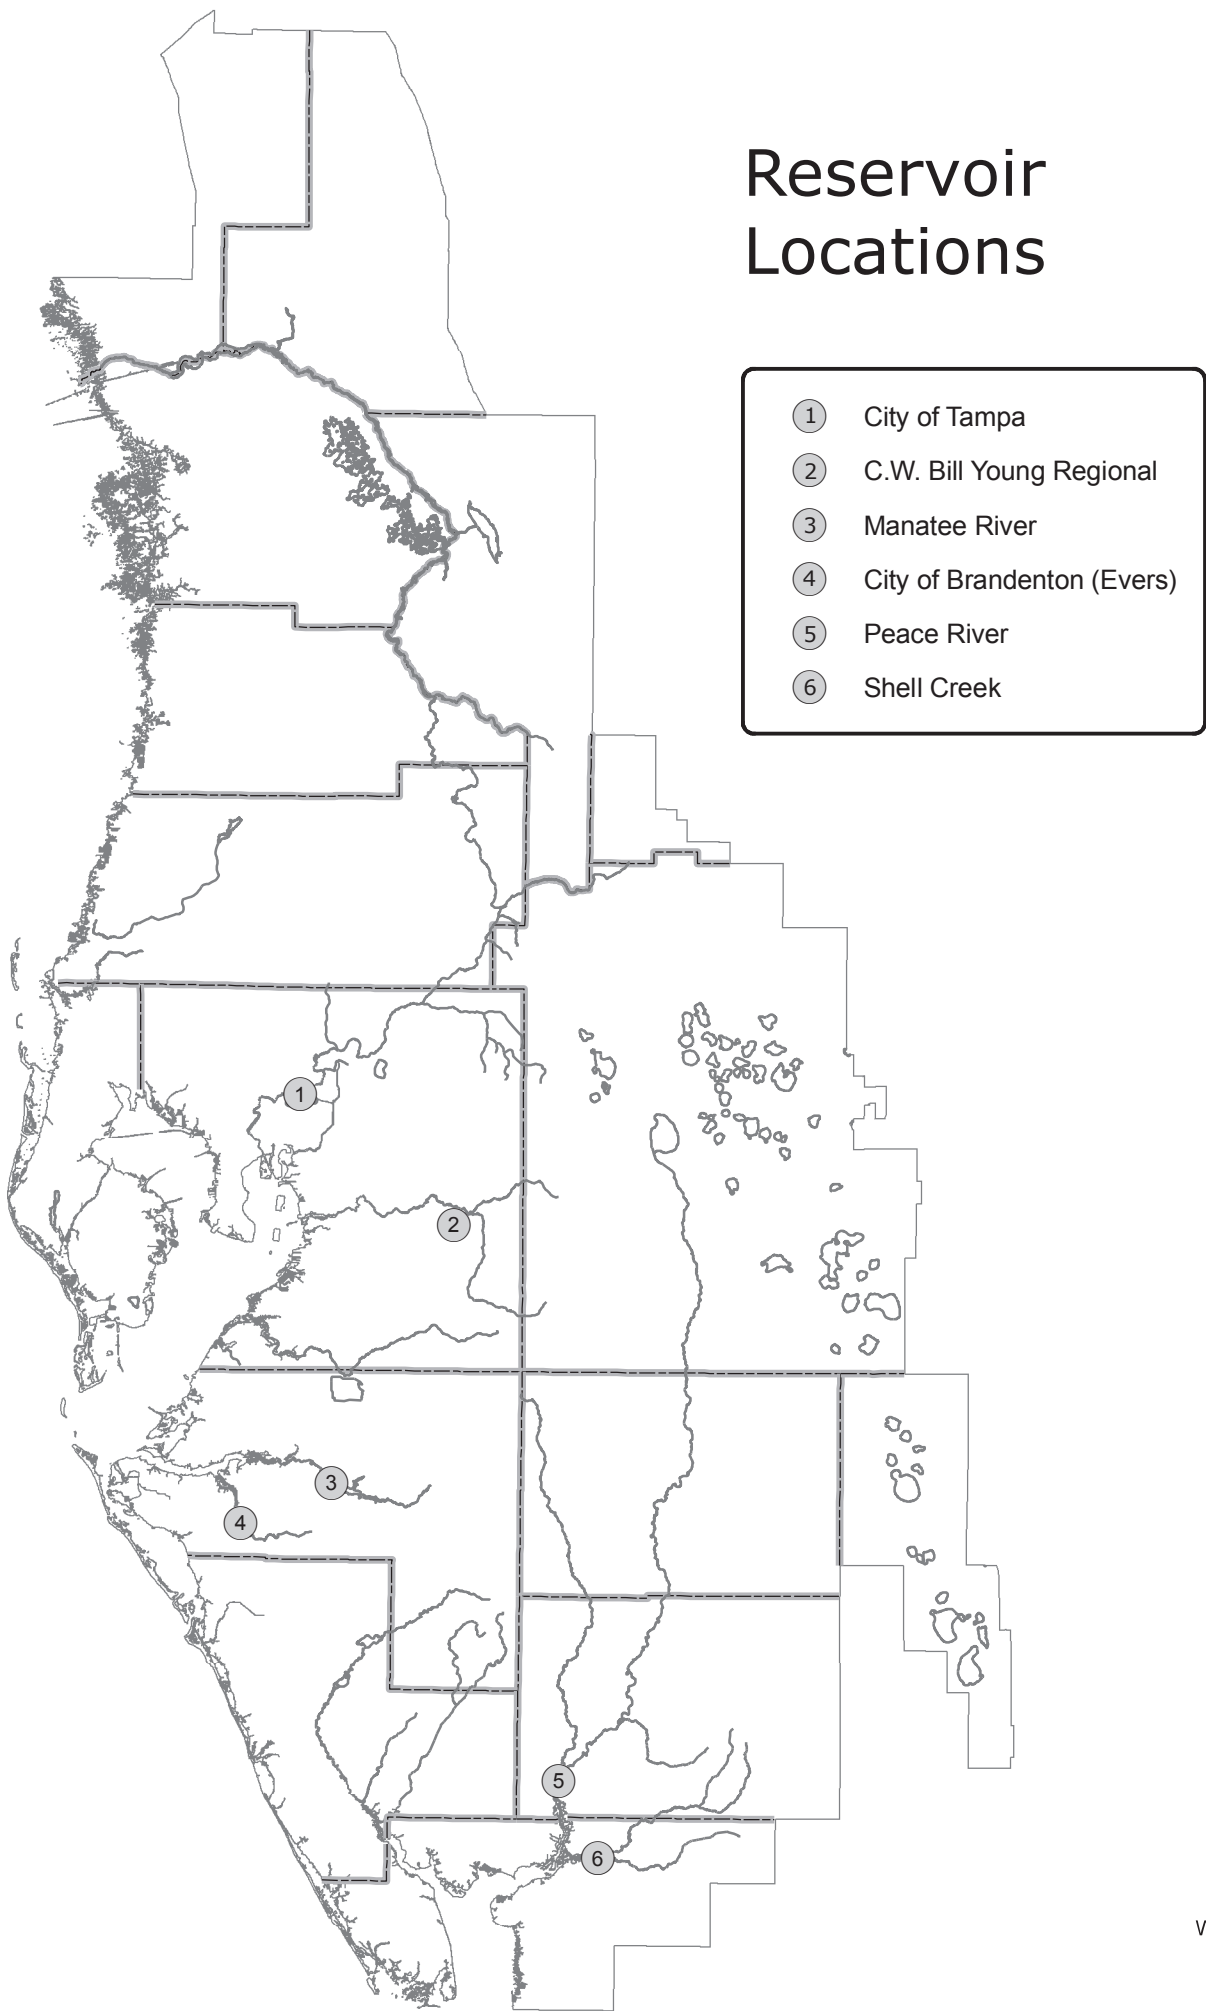 Reservoir
Locations
1 City of Tampa
2 C.W. Bill Young Regional
3 Manatee River
4 City of Brandenton (Evers)
5 Peace River
6 Shell Creek
1
2
3
4
5
6